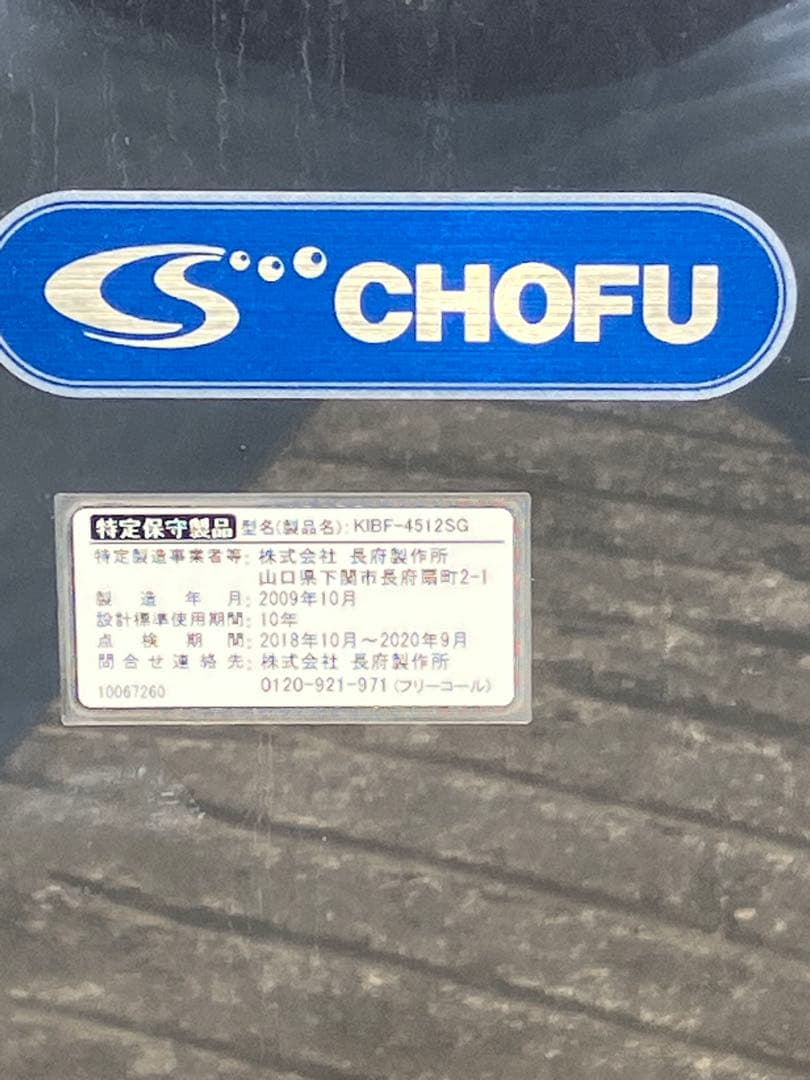 CHOFU
特定保守製品 型名(製品名): KIBF-4512SG
特定製造事業者等: 株式会社 長府製作所
山口県下関市長府扇町2-1
製造年月: 2009年10月
設計標準使用期間: 10年
点検期間: 2018年10月～2020年9月
問合せ連絡先: 株式会社 長府製作所
10067260 0120-921-971 (フリーコール)